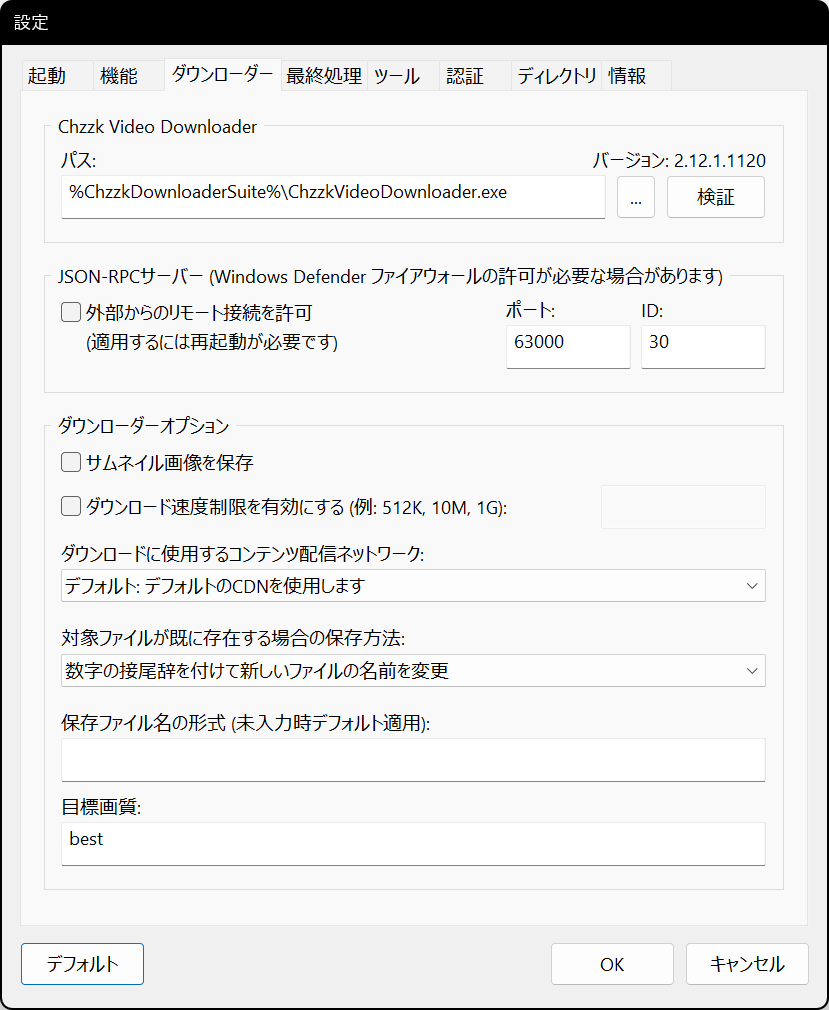 設定
起動 機能 ダウンローダー 最終処理 ツール 認証 ディレクトリ 情報
Chzzk Video Downloader
パス: バージョン: 2.12.1.1120
%ChzzkDownloaderSuite%\ChzzkVideoDownloader.exe ... 検証
JSON-RPCサーバー (Windows Defender ファイアウォールの許可が必要な場合があります)
外部からのリモート接続を許可 ポート: ID:
(適用するには再起動が必要です) 63000 30
ダウンローダーオプション
サムネイル画像を保存
ダウンロード速度制限を有効にする (例: 512K, 10M, 1G):
ダウンロードに使用するコンテンツ配信ネットワーク:
デフォルト: デフォルトのCDNを使用します
対象ファイルが既に存在する場合の保存方法:
数字の接尾辞を付けて新しいファイルの名前を変更
保存ファイル名の形式 (未入力時デフォルト適用):
目標画質:
best
デフォルト OK キャンセル